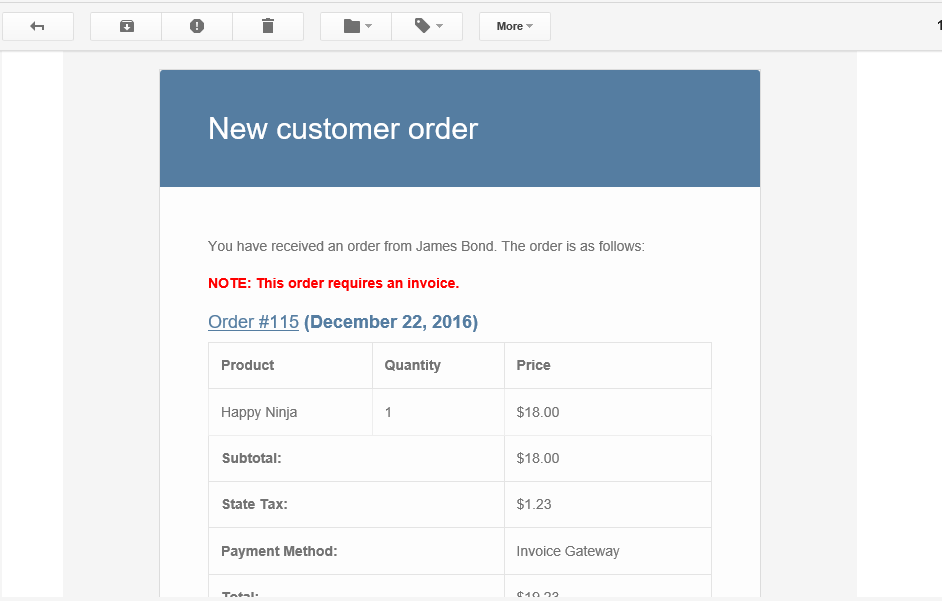 More
1
New customer order
You have received an order from James Bond. The order is as follows:
NOTE: This order requires an invoice.
Order #115 (December 22, 2016)
Product Quantity Price
Happy Ninja 1 $18.00
Subtotal: $18.00
State Tax: $1.23
Payment Method: Invoice Gateway
Total: $19.23